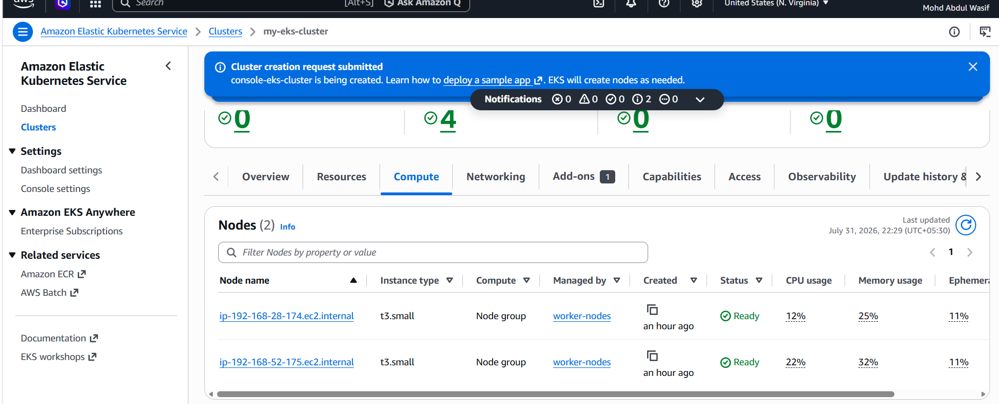 aws
Search
[Alt+S]
Ask Amazon Q
United States (N. Virginia)
Mohd Abdul Wasif
Amazon Elastic Kubernetes Service
Clusters
my-eks-cluster
Amazon Elastic
Kubernetes Service
Dashboard
Clusters
Settings
Dashboard settings
Console settings
Amazon EKS Anywhere
Enterprise Subscriptions
Related services
Amazon ECR
AWS Batch
Documentation
EKS workshops
Cluster creation request submitted
console-eks-cluster is being created. Learn how to deploy a sample app . EKS will create nodes as needed.
Notifications 0 0 0 2 0
0 4 0 0
Overview Resources Compute Networking Add-ons 1 Capabilities Access Observability Update history &
Nodes (2) Info
Last updated
July 31, 2026, 22:29 (UTC+05:30)
Filter Nodes by property or value
1
Node name Instance type Compute Managed by Created Status CPU usage Memory usage Ephemera
ip-192-168-28-174.ec2.internal t3.small Node group worker-nodes an hour ago Ready 12% 25% 11%
ip-192-168-52-175.ec2.internal t3.small Node group worker-nodes an hour ago Ready 22% 32% 11%